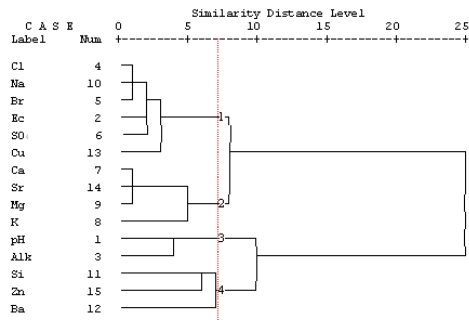 Similarity Distance Level
C A S E 0 5 10 15 20 25
Label Num
Cl 4
Na 10
Br 5
Ec 2 1
SO 6
Cu 13
Ca 7
Sr 14
Mg 9 2
K 8
pH 1 3
Alk 3
Si 11
Zn 15 4
Ba 12